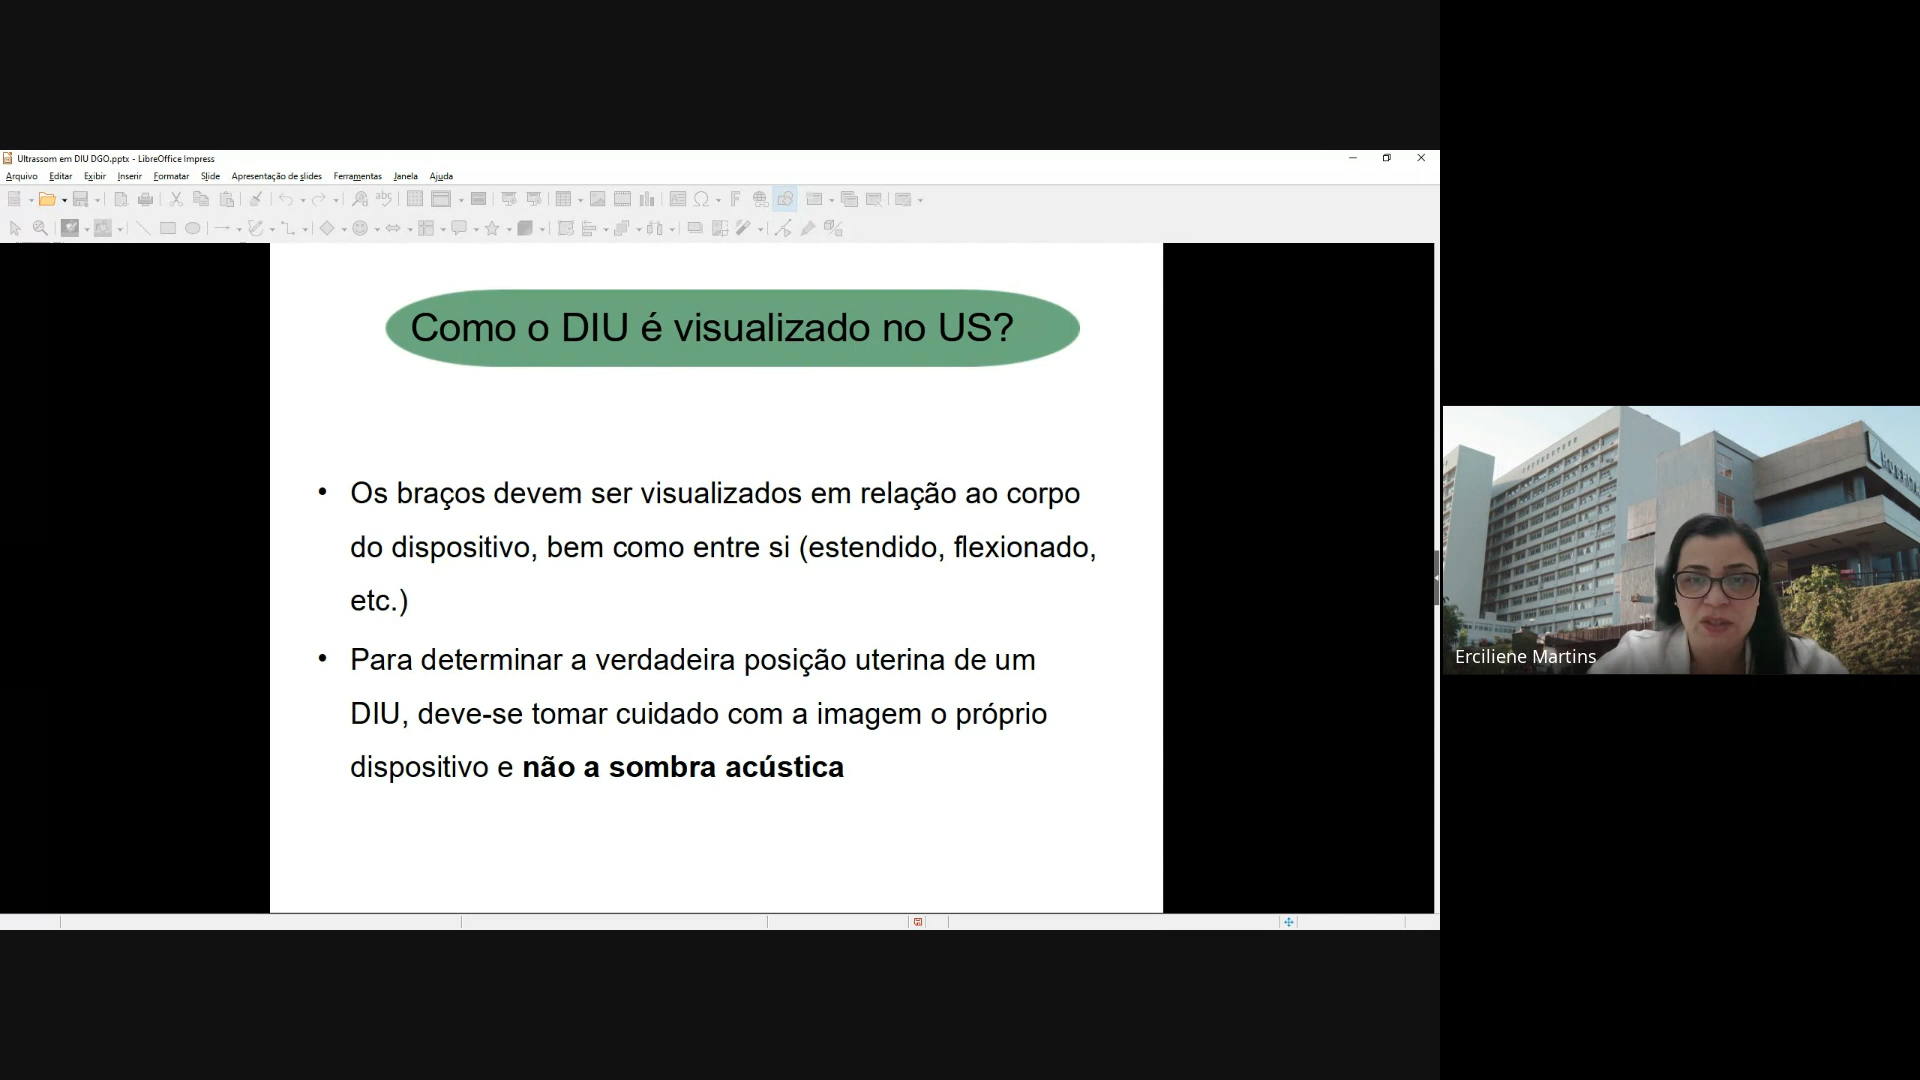 Ultrassom em DIU DGO.pptx - LibreOffice Impress
Arquivo Editar Exibir Inserir Formatar Slide Apresentação de slides Ferramentas Janela Ajuda
Como o DIU é visualizado no US?
• Os braços devem ser visualizados em relação ao corpo
do dispositivo, bem como entre si (estendido, flexionado,
etc.)
• Para determinar a verdadeira posição uterina de um
DIU, deve-se tomar cuidado com a imagem o próprio
dispositivo e não a sombra acústica
Erciliene Martins